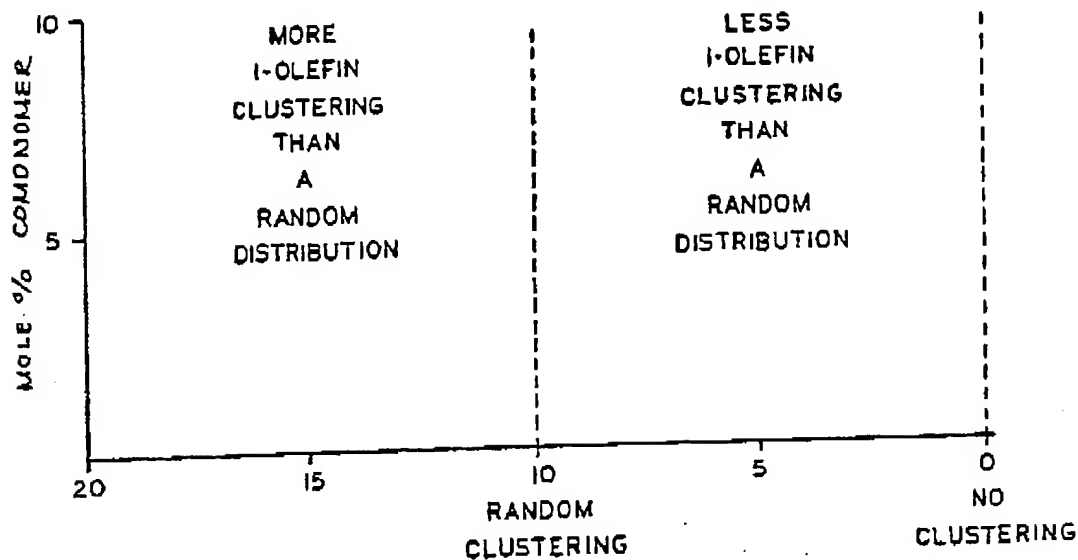 10
MORE
1-OLEFIN
CLUSTERING
THAN
A
RANDOM
DISTRIBUTION
LESS
1-OLEFIN
CLUSTERING
THAN
A
RANDOM
DISTRIBUTION
MOLE % COMONOMER
5
20
15
10
5
0
RANDOM
CLUSTERING
NO
CLUSTERING